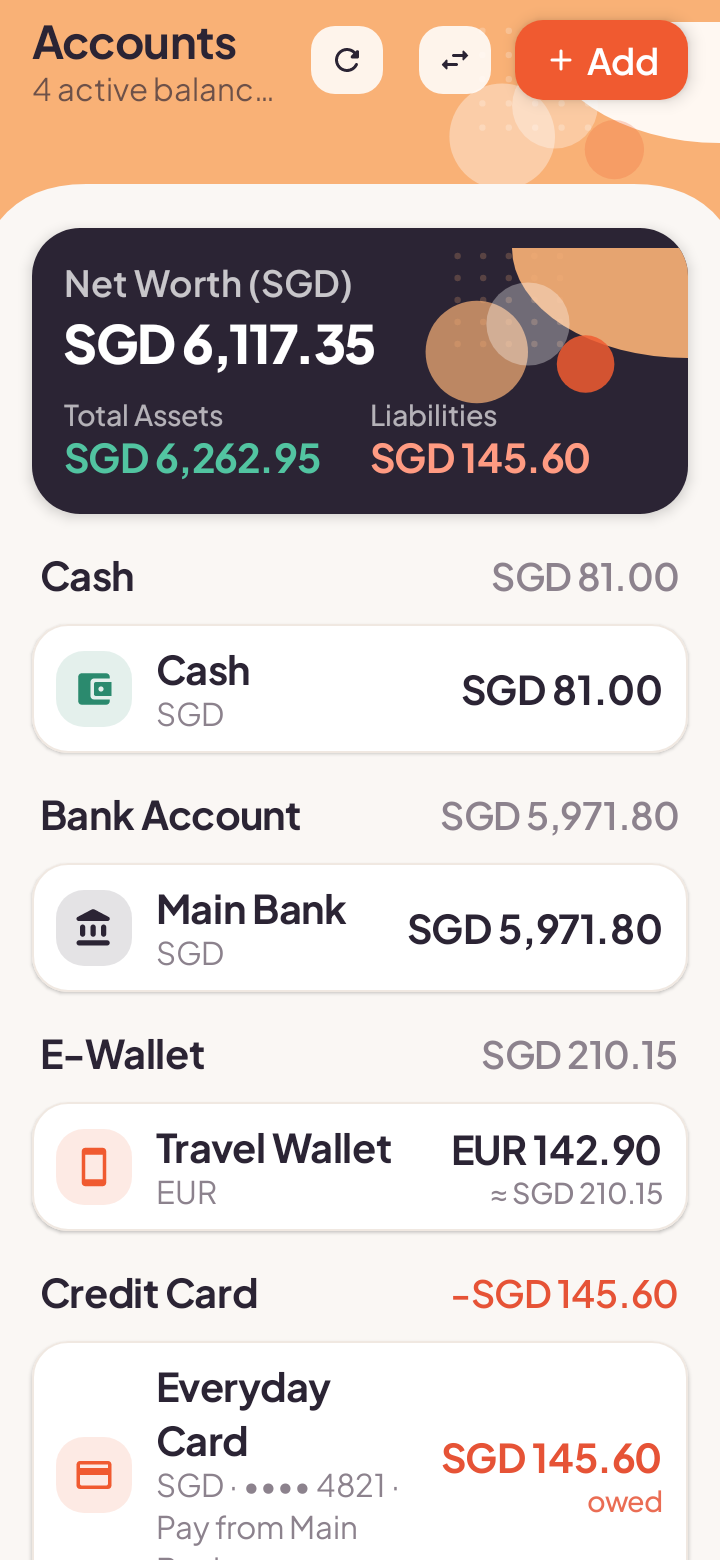 Accounts
4 active balanc...
+ Add
Net Worth (SGD)
SGD 6,117.35
Total Assets
Liabilities
SGD 6,262.95
SGD 145.60
Cash
SGD 81.00
Cash
SGD 81.00
SGD
Bank Account
SGD 5,971.80
Main Bank
SGD 5,971.80
SGD
E-Wallet
SGD 210.15
Travel Wallet
EUR 142.90
EUR
≈ SGD 210.15
Credit Card
-SGD 145.60
Everyday
Card
SGD 145.60
SGD · •••• 4821 ·
owed
Pay from Main